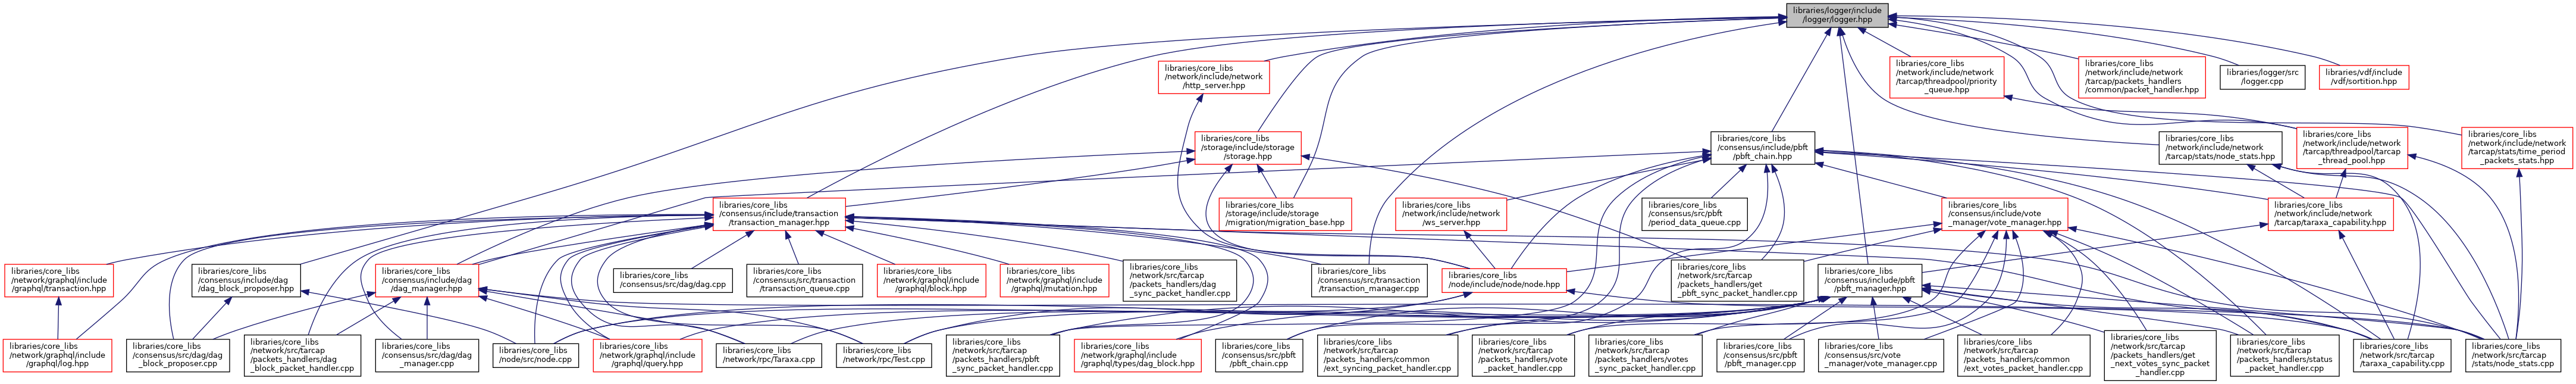 libraries/logger/include
/logger/logger.hpp
libraries/core_libs
/network/include/network
/http_server.hpp
libraries/core_libs
/network/include/network
/tarcap/threadpool/priority
_queue.hpp
libraries/core_libs
/network/include/network
/tarcap/packets_handlers
/common/packet_handler.hpp
libraries/logger/src
/logger.cpp
libraries/vdf/include
/vdf/sortition.hpp
libraries/core_libs
/storage/include/storage
/storage.hpp
libraries/core_libs
/consensus/include/pbft
/pbft_chain.hpp
libraries/core_libs
/network/include/network
/tarcap/stats/node_stats.hpp
libraries/core_libs
/network/include/network
/tarcap/threadpool/tarcap
_thread_pool.hpp
libraries/core_libs
/network/include/network
/tarcap/stats/time_period
_packets_stats.hpp
libraries/core_libs
/consensus/include/transaction
/transaction_manager.hpp
libraries/core_libs
/storage/include/storage
/migration/migration_base.hpp
libraries/core_libs
/network/include/network
/ws_server.hpp
libraries/core_libs
/consensus/src/pbft
/period_data_queue.cpp
libraries/core_libs
/consensus/include/vote
_manager/vote_manager.hpp
libraries/core_libs
/network/include/network
/tarcap/taraxa_capability.hpp
libraries/core_libs
/network/graphql/include
/graphql/transaction.hpp
libraries/core_libs
/consensus/include/dag
/dag_block_proposer.hpp
libraries/core_libs
/consensus/include/dag
/dag_manager.hpp
libraries/core_libs
/consensus/src/dag/dag.cpp
libraries/core_libs
/consensus/src/transaction
/transaction_queue.cpp
libraries/core_libs
/network/graphql/include
/graphql/block.hpp
libraries/core_libs
/network/graphql/include
/graphql/mutation.hpp
libraries/core_libs
/network/src/tarcap
/packets_handlers/dag
_sync_packet_handler.cpp
libraries/core_libs
/consensus/src/transaction
/transaction_manager.cpp
libraries/core_libs
/node/include/node/node.hpp
libraries/core_libs
/network/src/tarcap
/packets_handlers/get
_pbft_sync_packet_handler.cpp
libraries/core_libs
/consensus/include/pbft
/pbft_manager.hpp
libraries/core_libs
/network/graphql/include
/graphql/log.hpp
libraries/core_libs
/consensus/src/dag/dag
_block_proposer.cpp
libraries/core_libs
/network/src/tarcap
/packets_handlers/dag
_block_packet_handler.cpp
libraries/core_libs
/consensus/src/dag/dag
_manager.cpp
libraries/core_libs
/node/src/node.cpp
libraries/core_libs
/network/graphql/include
/graphql/query.hpp
libraries/core_libs
/network/rpc/Taraxa.cpp
libraries/core_libs
/network/rpc/Test.cpp
libraries/core_libs
/network/src/tarcap
/packets_handlers/pbft
_sync_packet_handler.cpp
libraries/core_libs
/network/graphql/include
/graphql/types/dag_block.hpp
libraries/core_libs
/consensus/src/pbft
/pbft_chain.cpp
libraries/core_libs
/network/src/tarcap
/packets_handlers/common
/ext_syncing_packet_handler.cpp
libraries/core_libs
/network/src/tarcap
/packets_handlers/vote
_packet_handler.cpp
libraries/core_libs
/network/src/tarcap
/packets_handlers/votes
_sync_packet_handler.cpp
libraries/core_libs
/consensus/src/pbft
/pbft_manager.cpp
libraries/core_libs
/consensus/src/vote
_manager/vote_manager.cpp
libraries/core_libs
/network/src/tarcap
/packets_handlers/common
/ext_votes_packet_handler.cpp
libraries/core_libs
/network/src/tarcap
/packets_handlers/get
_next_votes_sync_packet
_handler.cpp
libraries/core_libs
/network/src/tarcap
/packets_handlers/status
_packet_handler.cpp
libraries/core_libs
/network/src/tarcap
/taraxa_capability.cpp
libraries/core_libs
/network/src/tarcap
/stats/node_stats.cpp